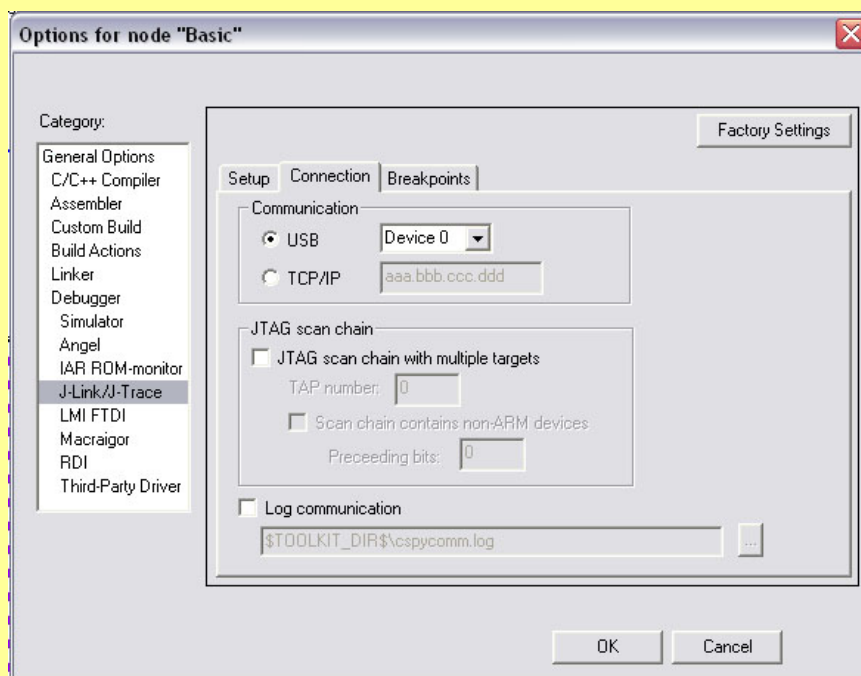 Options for node "Basic"
Category:
General Options
C/C++ Compiler
Assembler
Custom Build
Build Actions
Linker
Debugger
Simulator
Angel
IAR ROM-monitor
J-Link/J-Trace
LMI FTDI
Macraigor
RDI
Third-Party Driver
Factory Settings
Setup Connection Breakpoints
Communication
USB Device 0
TCP/IP aaa.bbb.ccc.ddd
JTAG scan chain
JTAG scan chain with multiple targets
TAP number: 0
Scan chain contains non-ARM devices
Preceeding bits: 0
Log communication
$TOOLKIT_DIR$\cspycomm.log ...
OK Cancel